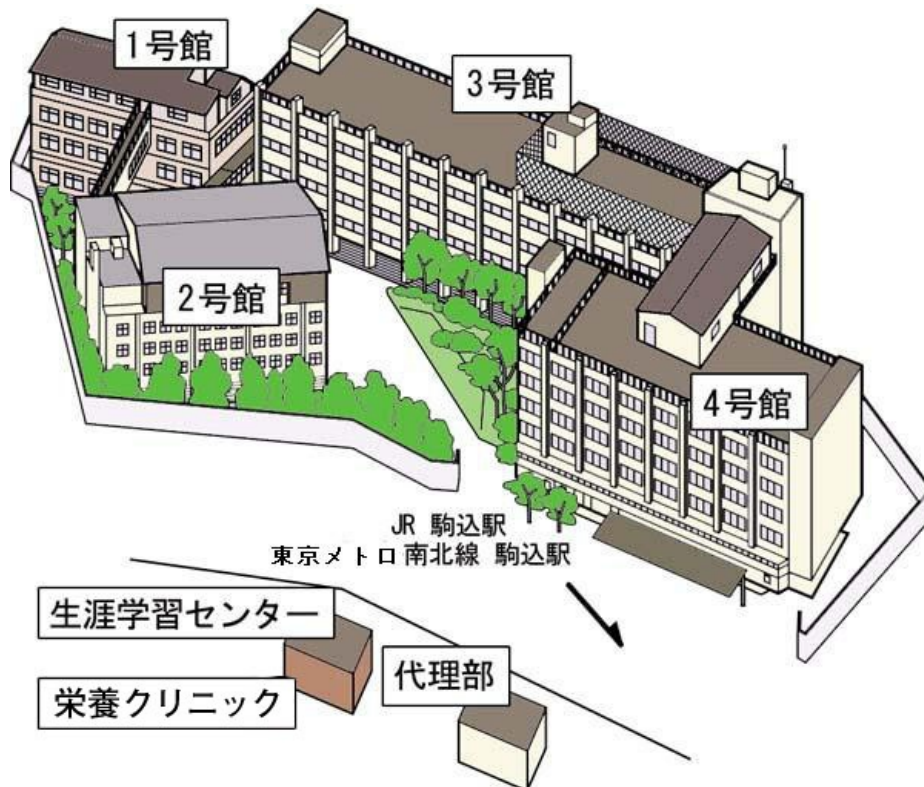 1号館
3号館
2号館
4号館
JR 駒込駅
東京メトロ南北線 駒込駅
生涯学習センター
代理部
栄養クリニック